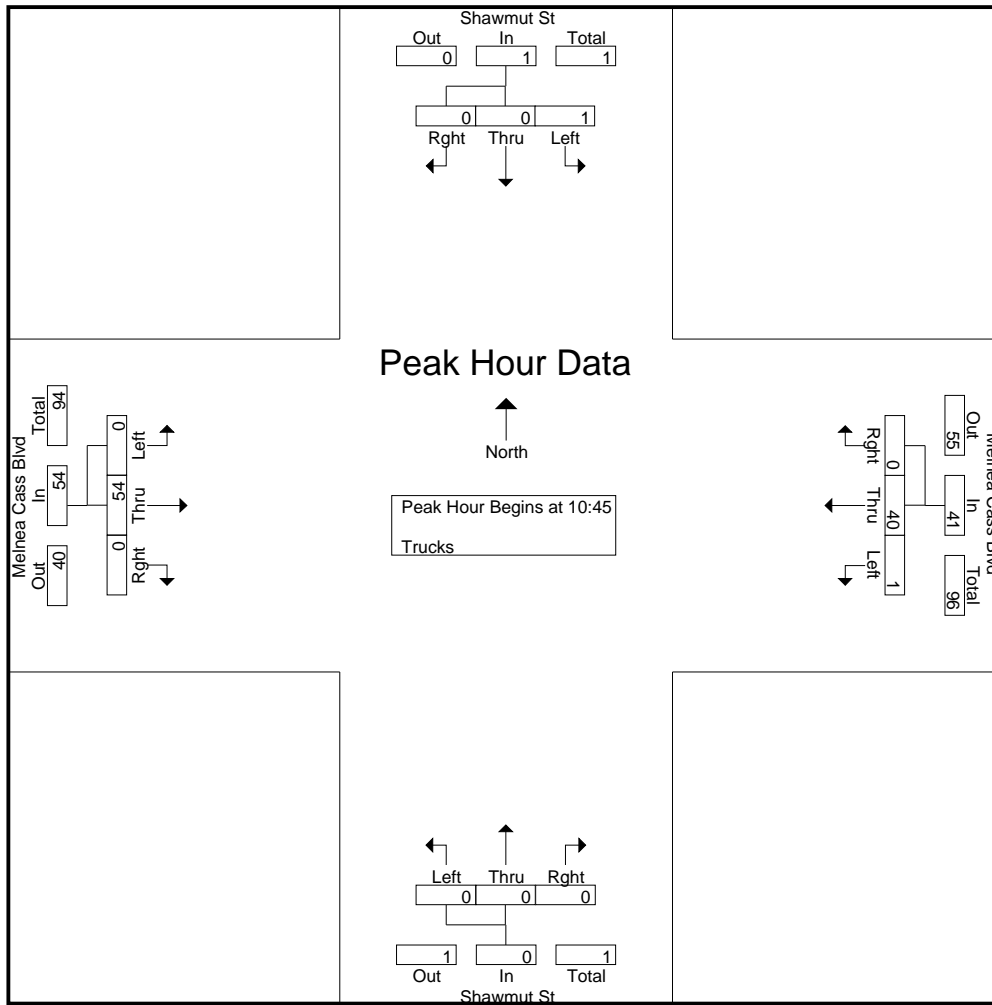 Shawmut St
Out In Total
0 1 1
0 0 1
Rght Thru Left
Peak Hour Data
North
Peak Hour Begins at 10:45
Trucks
Melnea Cass Blvd
Out In Total
40 54 94
0 54 0
Rght Thru Left
Melnea Cass Blvd
Out In Total
55 41 96
0 40 1
Rght Thru Left
Left Thru Rght
0 0 0
1 0 1
Out In Total
Shawmut St